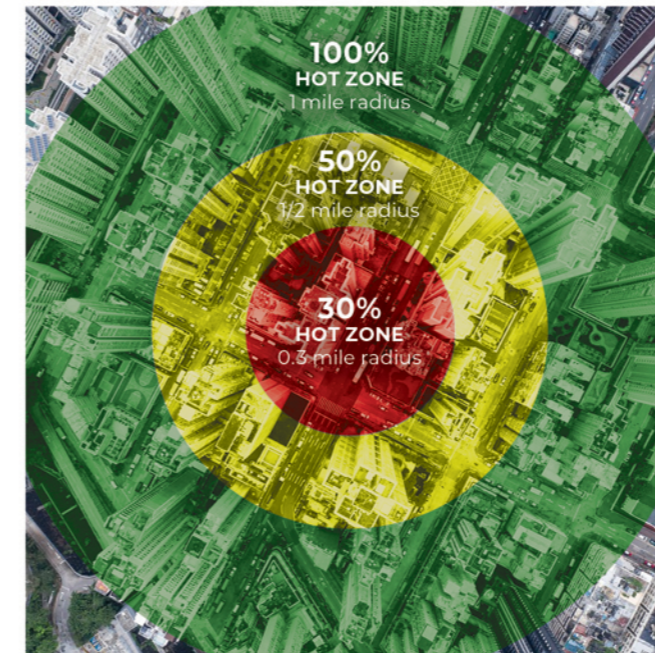 100%
HOT ZONE
1 mile radius
50%
HOT ZONE
1/2 mile radius
30%
HOT ZONE
0.3 mile radius